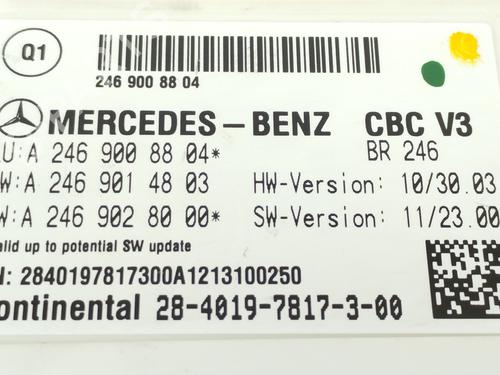 Q1
246 900 88 04
MERCEDES-BENZ CBC V3
U:A 246 900 88 04* BR 246
W:A 246 901 48 03 HW-Version: 10/30.03
W:A 246 902 80 00* SW-Version: 11/23.00
alid up to potential SW update
N: 2840197817300A1213100250
ontinental 28-4019-7817-3-00